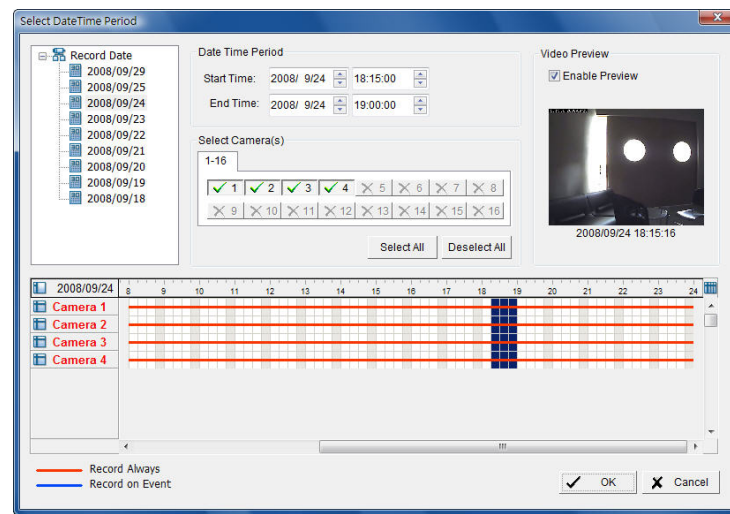 Select DateTime Period
Record Date
2008/09/29
2008/09/25
2008/09/24
2008/09/23
2008/09/22
2008/09/21
2008/09/20
2008/09/19
2008/09/18
Date Time Period
Start Time: 2008/ 9/24 18:15:00
End Time: 2008/ 9/24 19:00:00
Select Camera(s)
1-16
1 2 3 4 5 6 7 8
9 10 11 12 13 14 15 16
Select All Deselect All
Video Preview
Enable Preview
2008/09/24 18:15:16
2008/09/24 8 9 10 11 12 13 14 15 16 17 18 19 20 21 22 23 24
Camera 1
Camera 2
Camera 3
Camera 4
Record Always
Record on Event
OK Cancel